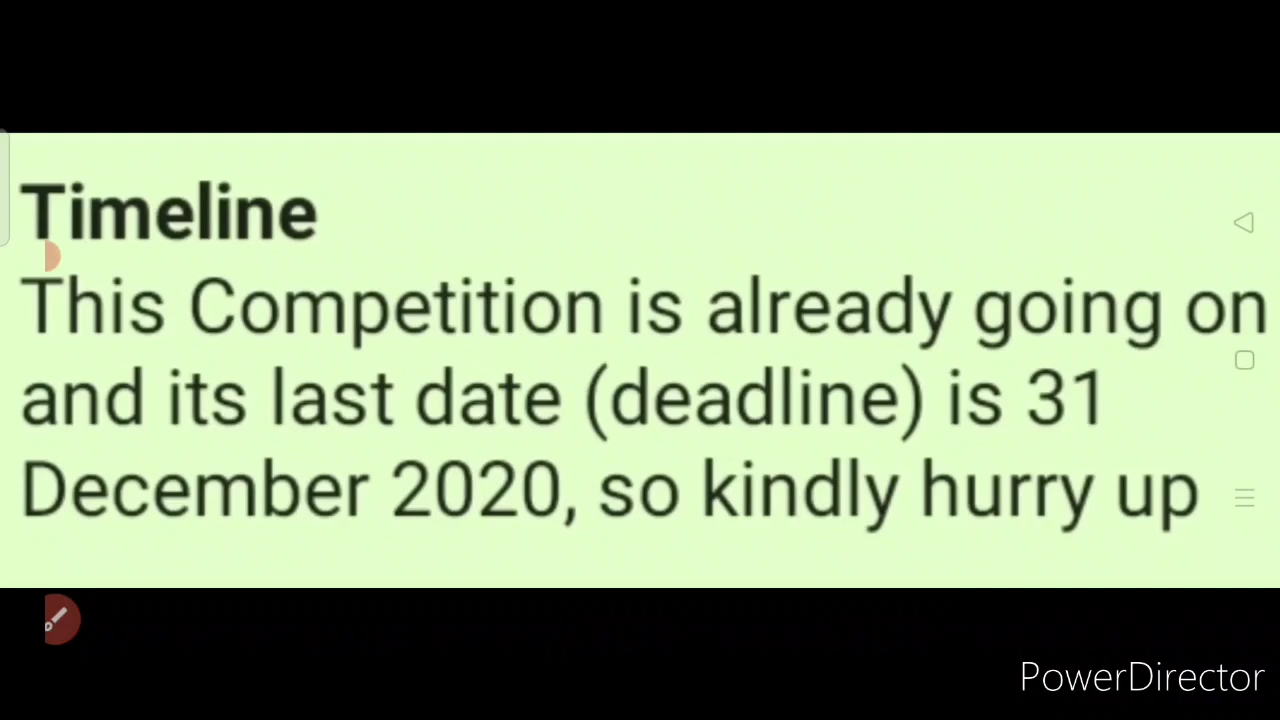 Timeline
This Competition is already going on
and its last date (deadline) is 31
December 2020, so kindly hurry up
PowerDirector